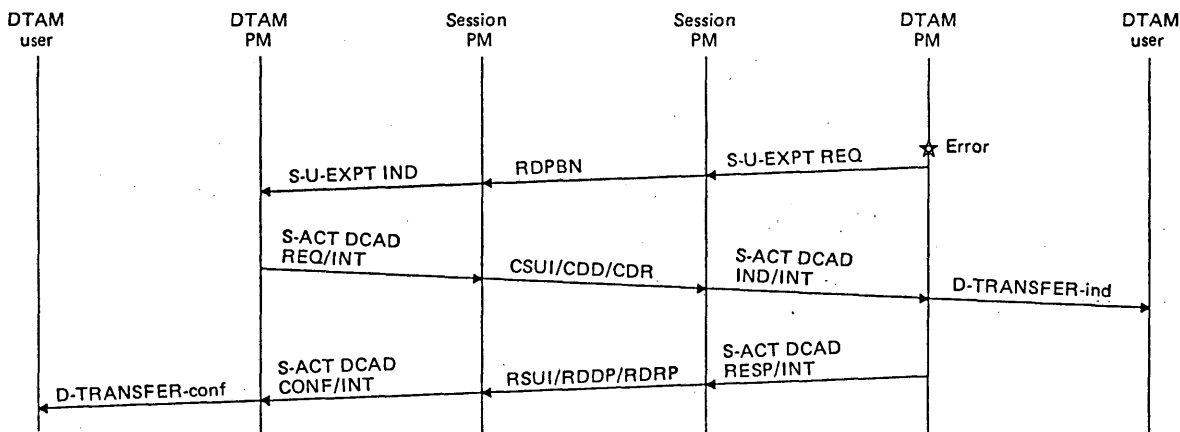 DTAM
user
DTAM
PM
Session
PM
Session
PM
DTAM
PM
DTAM
user
Error
S-U-EXPT REQ
RDPBN
S-U-EXPT IND
S-ACT DCAD
REQ/INT
CSUI/CDD/CDR
S-ACT DCAD
IND/INT
D-TRANSFER-ind
S-ACT DCAD
RESP/INT
RSUI/RDDP/RDRP
S-ACT DCAD
CONF/INT
D-TRANSFER-conf